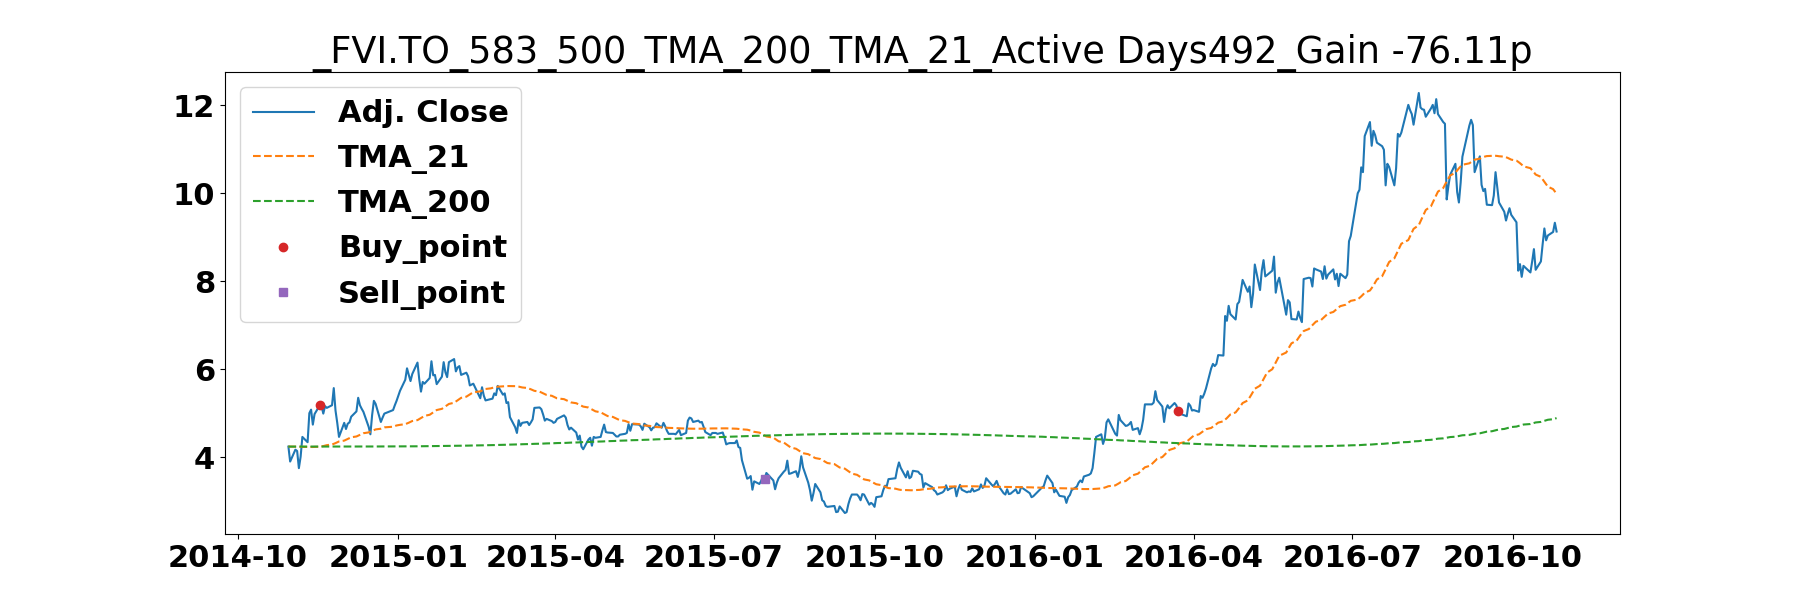 _FVI.TO_583_500_TMA_200_TMA_21_Active Days492_Gain -76.11p
Adj. Close
TMA_21
TMA_200
Buy_point
Sell_point
12
10
8
6
4
2014-10 2015-01 2015-04 2015-07 2015-10 2016-01 2016-04 2016-07 2016-10